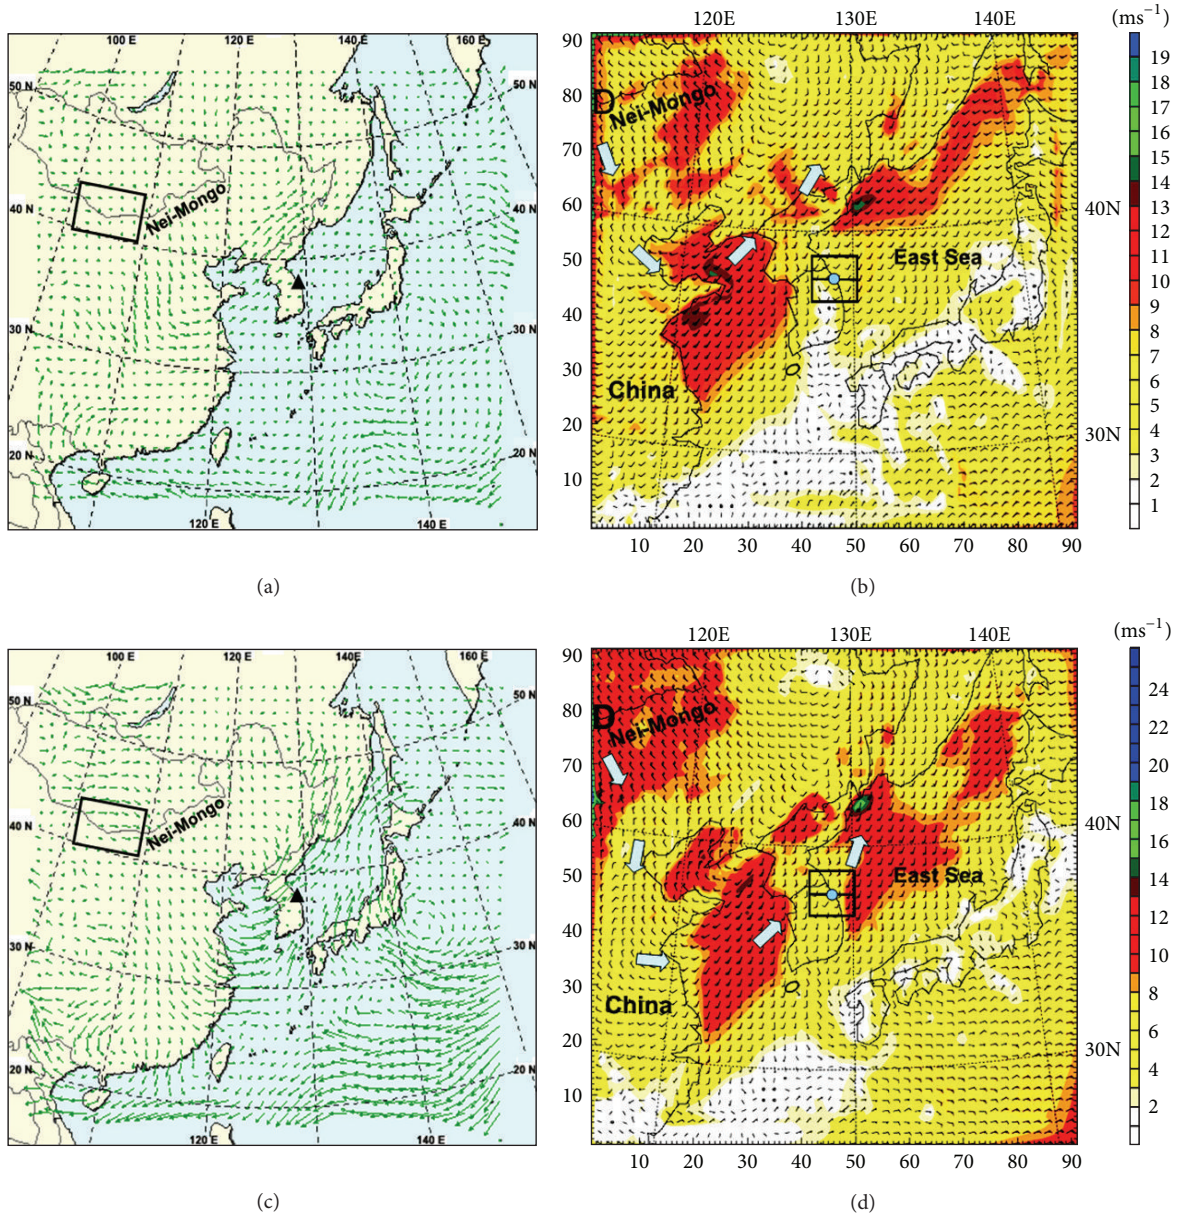 100 E 120 E 140 E 160 E
50 N
50 N
40 N
40 N
Nei-Mongo
30 N
30 N
20 N
20 N
120 E 140 E
(a)
120E 130E 140E (ms−1)
90
80
70
60
50
40
30
20
10
10 20 30 40 50 60 70 80 90
D
Nei-Mongo
East Sea
China
40N
30N
19
18
17
16
15
14
13
12
11
10
9
8
7
6
5
4
3
2
1
(b)
100 E 120 E 140 E 160 E
50 N
50 N
40 N
40 N
Nei-Mongo
30 N
30 N
20 N
20 N
120 E 140 E
(c)
120E 130E 140E (ms−1)
90
80
70
60
50
40
30
20
10
10 20 30 40 50 60 70 80 90
D
Nei-Mongo
East Sea
China
40N
30N
24
22
20
18
16
14
12
10
8
6
4
2
(d)